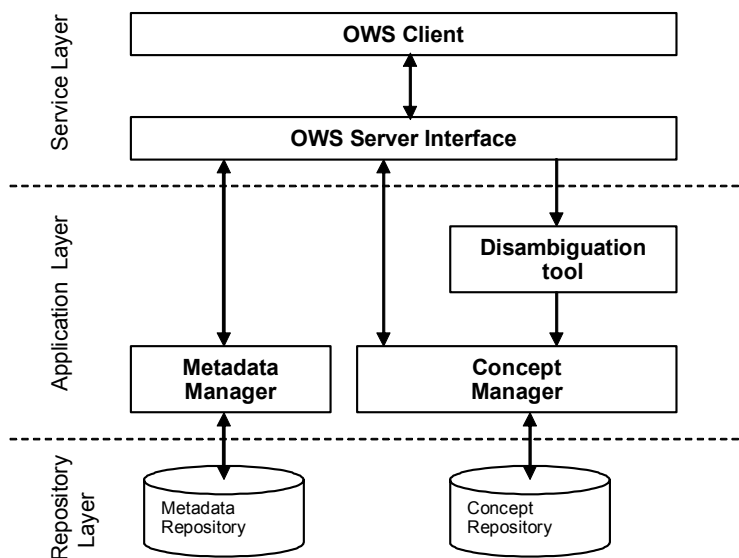 Service Layer
OWS Client
OWS Server Interface
Application Layer
Disambiguation
tool
Metadata
Manager
Concept
Manager
Repository
Layer
Metadata
Repository
Concept
Repository